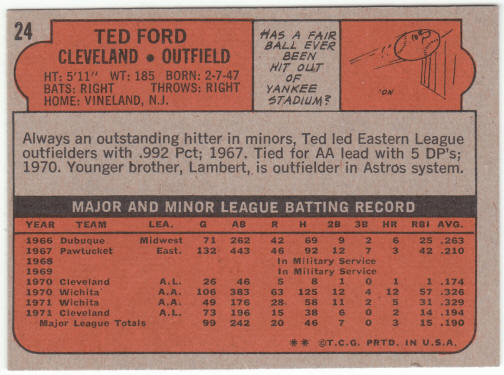 24
TED FORD
CLEVELAND • OUTFIELD
HT: 5'11" WT: 185 BORN: 2-7-47
BATS: RIGHT THROWS: RIGHT
HOME: VINELAND, N.J.
HAS A FAIR
BALL EVER
BEEN
HIT OUT
OF
YANKEE
STADIUM?
'ON
Always an outstanding hitter in minors, Ted led Eastern League
outfielders with .992 Pct; 1967. Tied for AA lead with 5 DP's;
1970. Younger brother, Lambert, is outfielder in Astros system.
MAJOR AND MINOR LEAGUE BATTING RECORD
YEAR TEAM LEA. G AB R H 2B 3B HR RBI AVG.
1966 Dubuque Midwest 71 262 42 69 9 2 6 25 .263
1967 Pawtucket East. 132 443 46 92 12 7 3 42 .210
1968 In Military Service
1969 In Military Service
1970 Cleveland A.L. 26 46 5 8 1 0 1 1 .174
1970 Wichita A.A. 106 383 63 125 12 4 12 57 .326
1971 Wichita A.A. 49 176 28 58 11 2 5 31 .329
1971 Cleveland A.L. 73 196 15 38 6 0 2 14 .194
Major League Totals 99 242 20 46 7 0 3 15 .190
** ©T.C.G. PRTD. IN U.S.A.